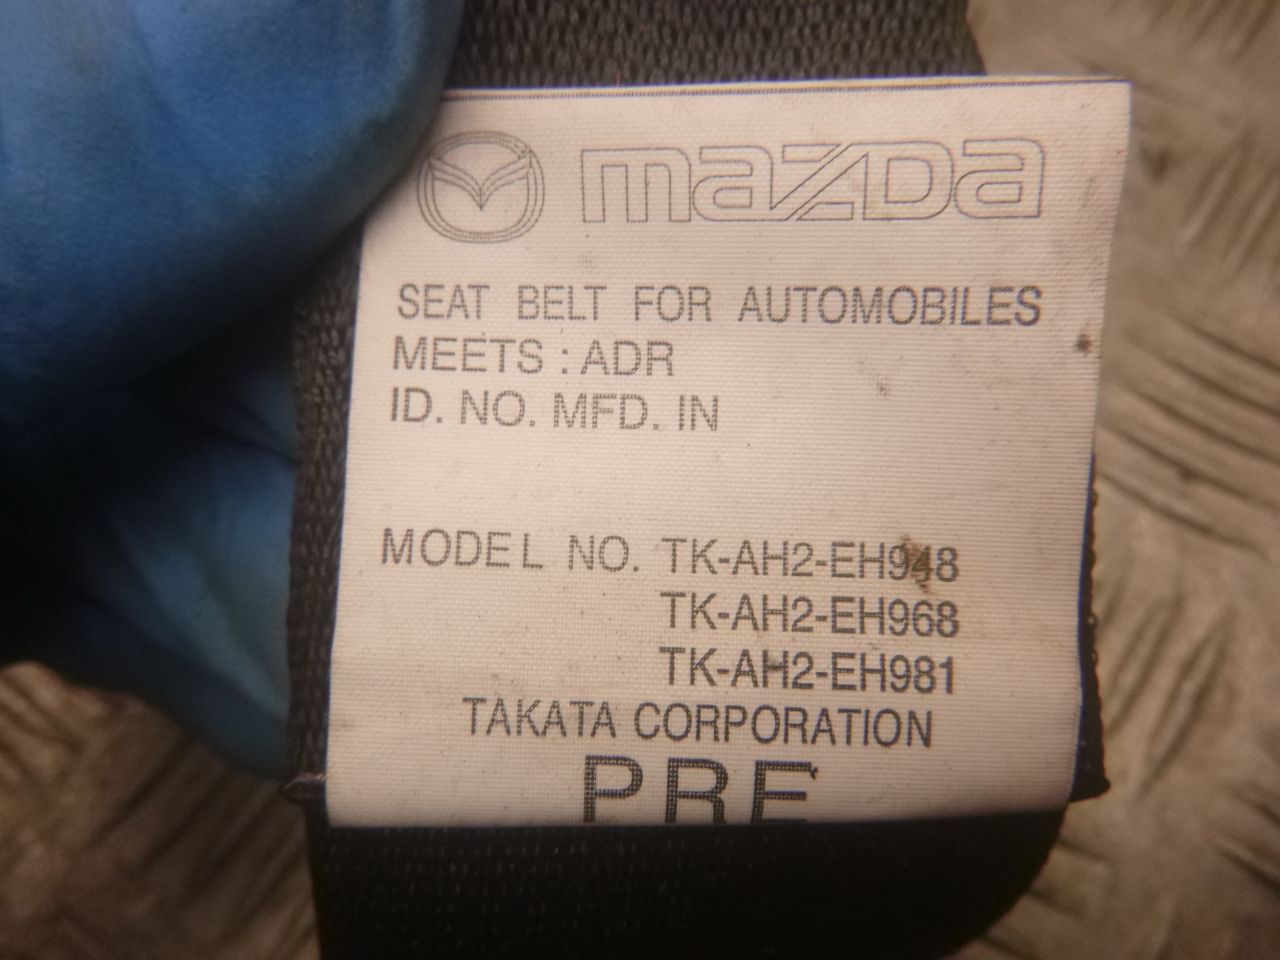 mazda
SEAT BELT FOR AUTOMOBILES
MEETS : ADR
ID. NO. MFD. IN
MODEL NO. TK-AH2-EH948
TK-AH2-EH968
TK-AH2-EH981
TAKATA CORPORATION
PRE